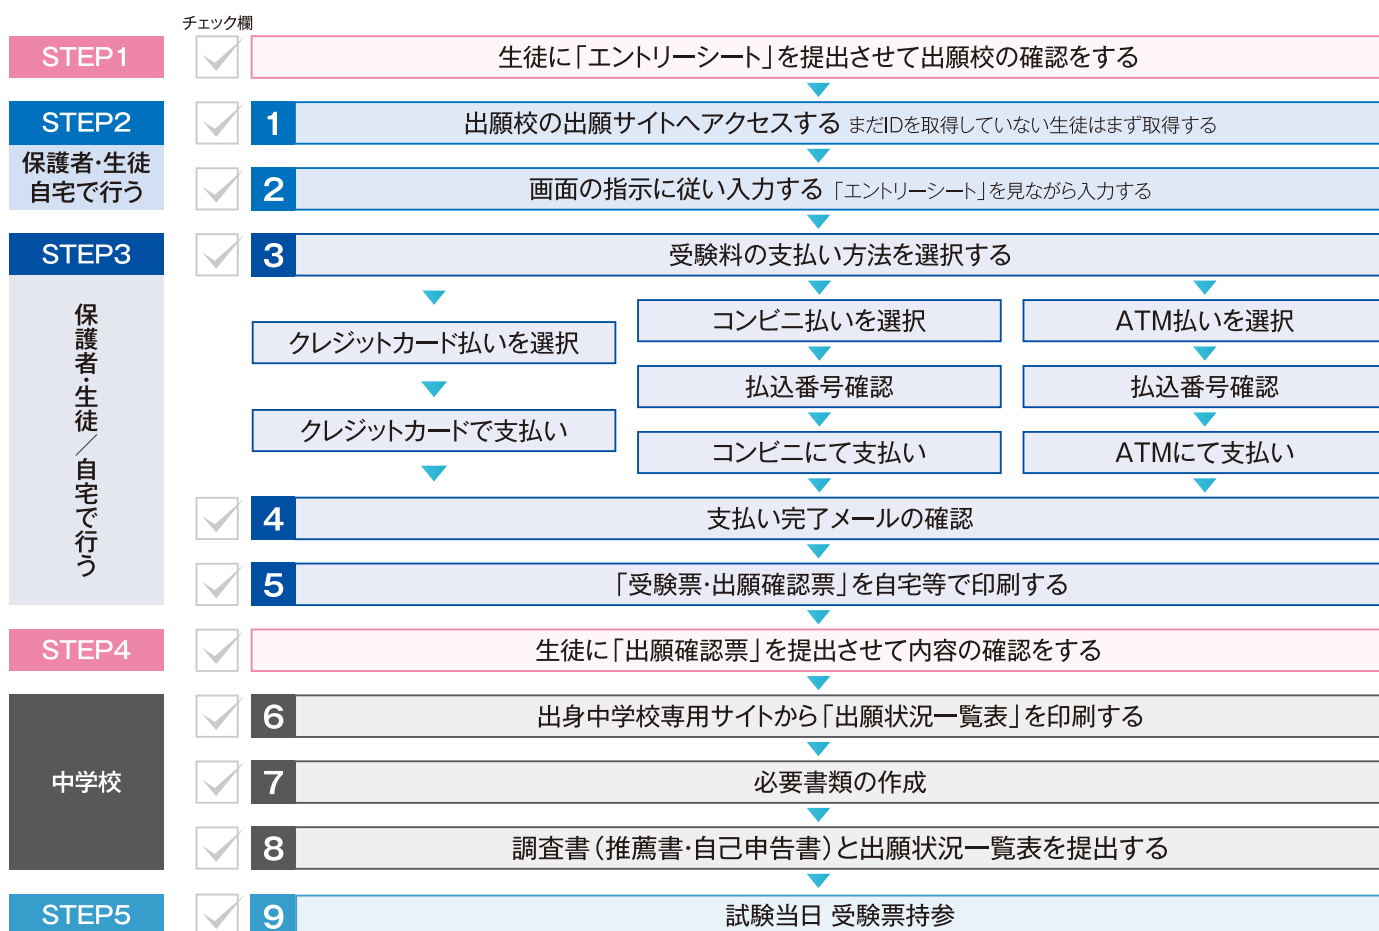 チェック欄
STEP1
生徒に「エントリーシート」を提出させて出願校の確認をする
STEP2
保護者・生徒
自宅で行う
1 出願校の出願サイトへアクセスする まだIDを取得していない生徒はまず取得する
2 画面の指示に従い入力する 「エントリーシート」を見ながら入力する
STEP3
保護者・生徒／自宅で行う
3 受験料の支払い方法を選択する
クレジットカード払いを選択
クレジットカードで支払い
コンビニ払いを選択
払込番号確認
コンビニにて支払い
ATM払いを選択
払込番号確認
ATMにて支払い
4 支払い完了メールの確認
5 「受験票・出願確認票」を自宅等で印刷する
STEP4
生徒に「出願確認票」を提出させて内容の確認をする
中学校
6 出身中学校専用サイトから「出願状況一覧表」を印刷する
7 必要書類の作成
8 調査書(推薦書・自己申告書)と出願状況一覧表を提出する
STEP5
9 試験当日 受験票持参